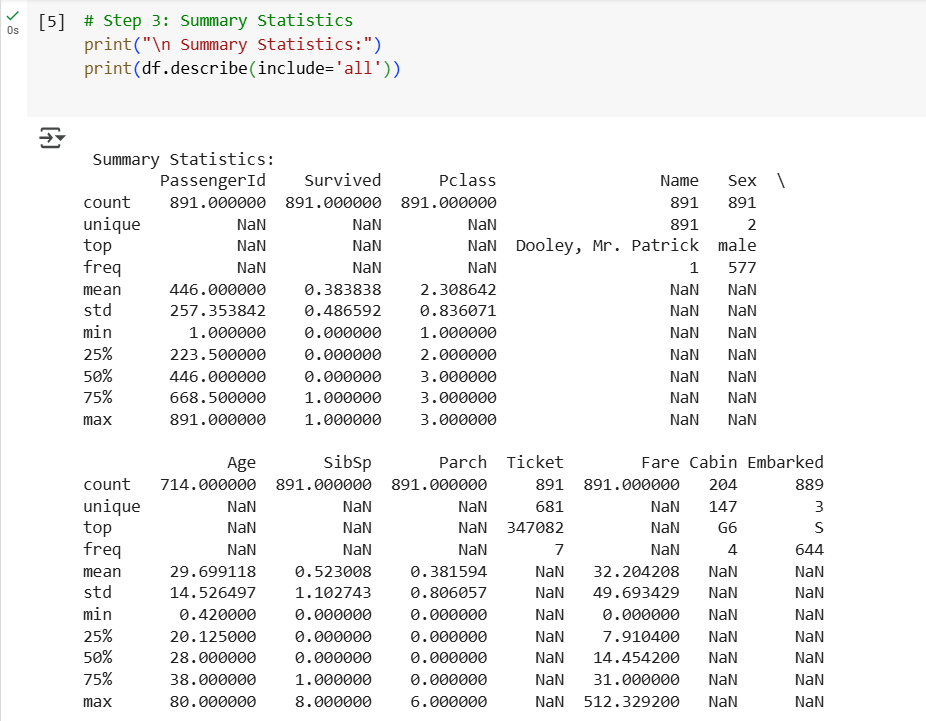 [5] # Step 3: Summary Statistics
0s
print("\n Summary Statistics:")
print(df.describe(include='all'))
 Summary Statistics:
        PassengerId    Survived      Pclass                 Name   Sex  \
count    891.000000  891.000000  891.000000                  891   891
unique          NaN         NaN         NaN                  891     2
top             NaN         NaN         NaN  Dooley, Mr. Patrick  male
freq            NaN         NaN         NaN                    1   577
mean     446.000000    0.383838    2.308642                  NaN   NaN
std      257.353842    0.486592    0.836071                  NaN   NaN
min        1.000000    0.000000    1.000000                  NaN   NaN
25%      223.500000    0.000000    2.000000                  NaN   NaN
50%      446.000000    0.000000    3.000000                  NaN   NaN
75%      668.500000    1.000000    3.000000                  NaN   NaN
max      891.000000    1.000000    3.000000                  NaN   NaN
               Age       SibSp       Parch  Ticket        Fare Cabin Embarked
count   714.000000  891.000000  891.000000     891  891.000000   204      889
unique         NaN         NaN         NaN     681         NaN   147        3
top            NaN         NaN         NaN  347082         NaN    G6        S
freq           NaN         NaN         NaN       7         NaN     4      644
mean     29.699118    0.523008    0.381594     NaN   32.204208   NaN      NaN
std      14.526497    1.102743    0.806057     NaN   49.693429   NaN      NaN
min       0.420000    0.000000    0.000000     NaN    0.000000   NaN      NaN
25%      20.125000    0.000000    0.000000     NaN    7.910400   NaN      NaN
50%      28.000000    0.000000    0.000000     NaN   14.454200   NaN      NaN
75%      38.000000    1.000000    0.000000     NaN   31.000000   NaN      NaN
max      80.000000    8.000000    6.000000     NaN  512.329200   NaN      NaN